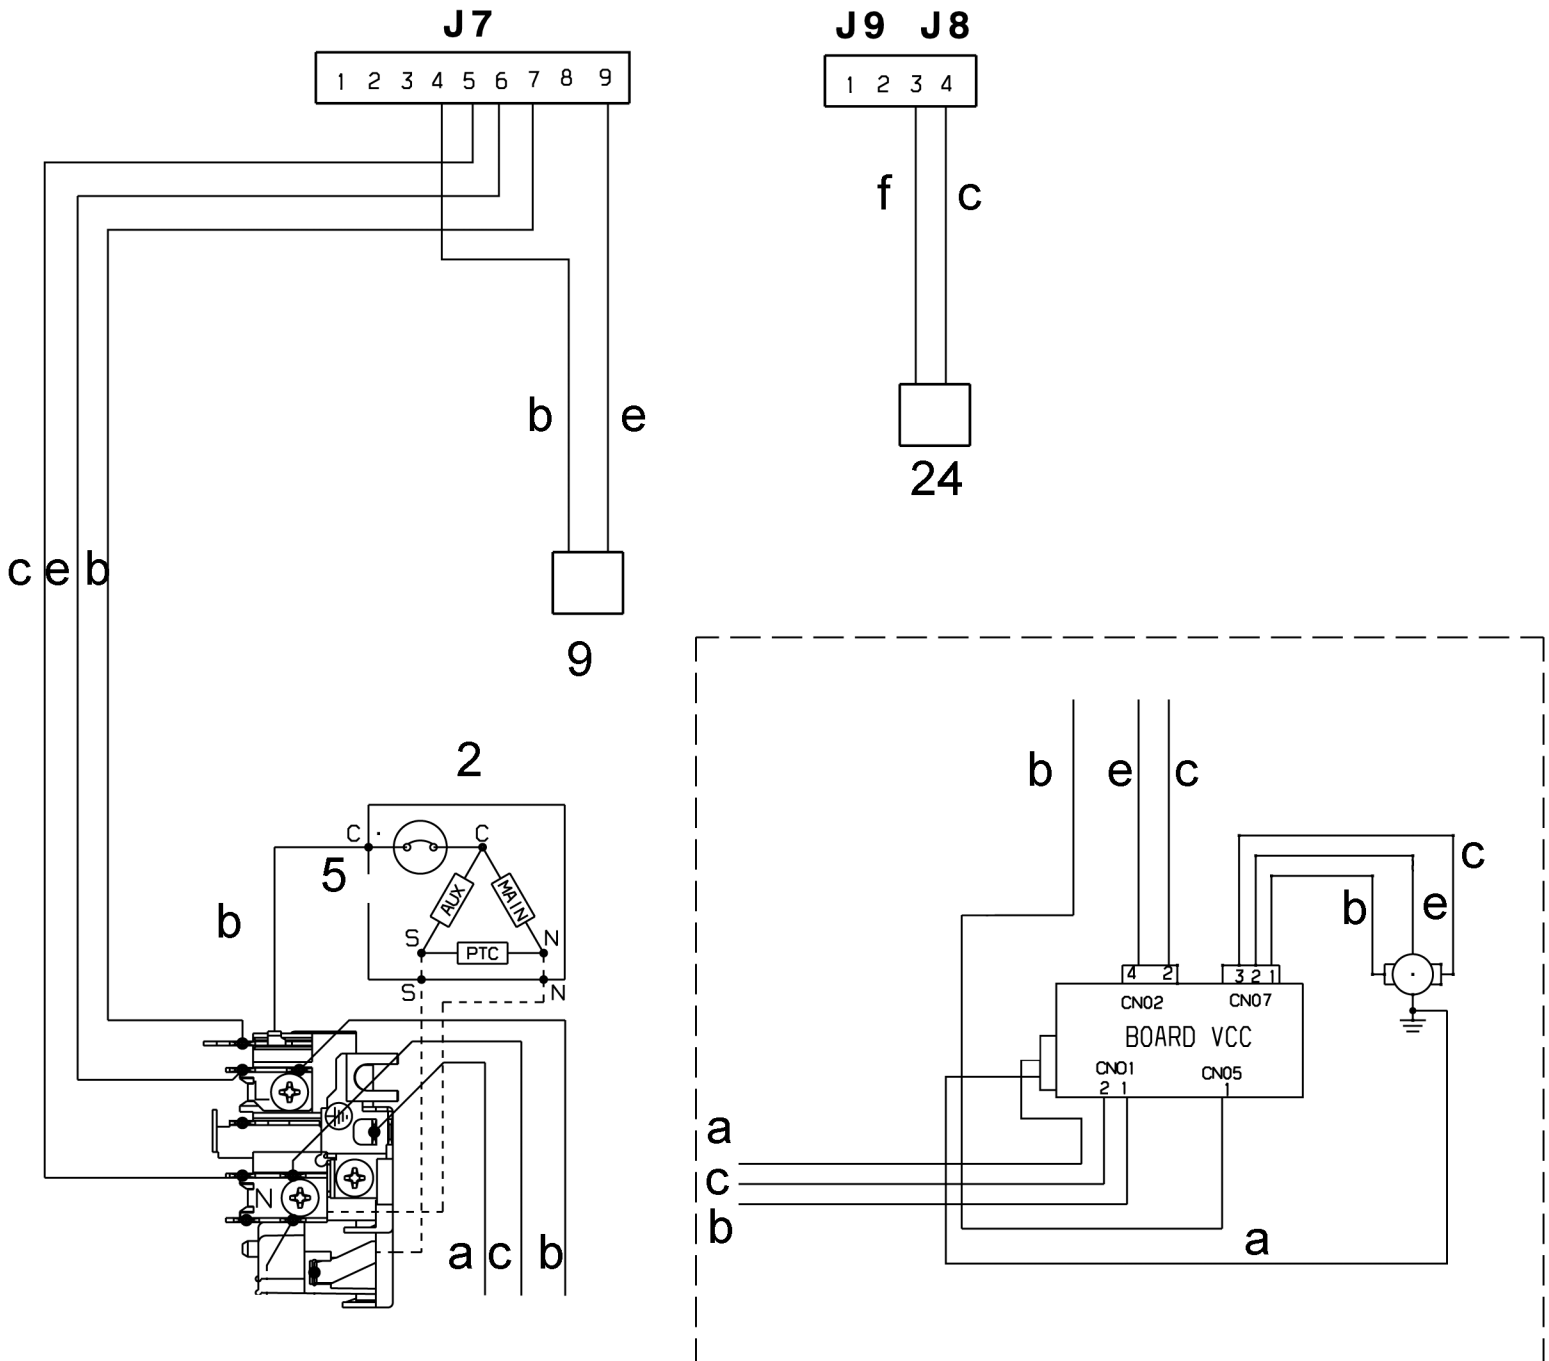 J7
J9 J8
1 2 3 4 5 6 7 8 9
1 2 3 4
f c
b e
24
c e b
9
2
b e c
C C
5
c
AUX MAIN
b
b e
S PTC N
S N
4 2
3 2 1
CN02 CN07
BOARD VCC
CN01 CN05
2 1 1
a
c
N
b
a c b
a